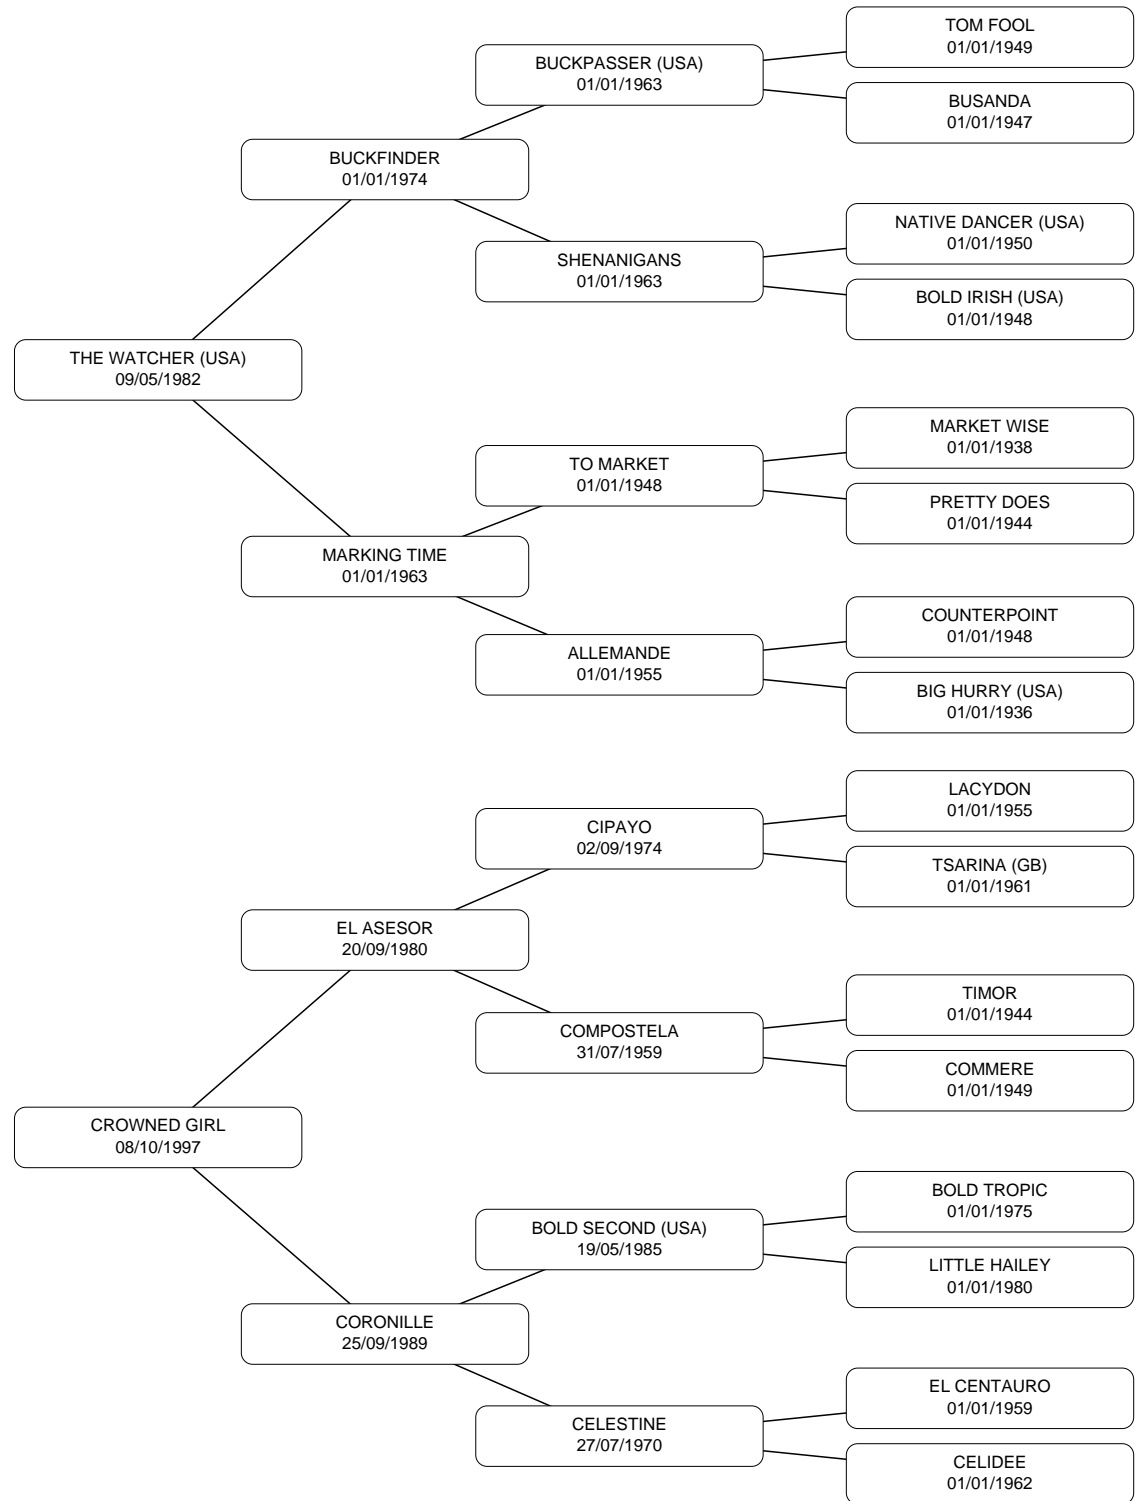 TOM FOOL
01/01/1949
BUCKPASSER (USA)
01/01/1963
BUSANDA
01/01/1947
BUCKFINDER
01/01/1974
NATIVE DANCER (USA)
01/01/1950
SHENANIGANS
01/01/1963
BOLD IRISH (USA)
01/01/1948
THE WATCHER (USA)
09/05/1982
MARKET WISE
01/01/1938
TO MARKET
01/01/1948
PRETTY DOES
01/01/1944
MARKING TIME
01/01/1963
COUNTERPOINT
01/01/1948
ALLEMANDE
01/01/1955
BIG HURRY (USA)
01/01/1936
LACYDON
01/01/1955
CIPAYO
02/09/1974
TSARINA (GB)
01/01/1961
EL ASESOR
20/09/1980
TIMOR
01/01/1944
COMPOSTELA
31/07/1959
COMMERE
01/01/1949
CROWNED GIRL
08/10/1997
BOLD TROPIC
01/01/1975
BOLD SECOND (USA)
19/05/1985
LITTLE HAILEY
01/01/1980
CORONILLE
25/09/1989
EL CENTAURO
01/01/1959
CELESTINE
27/07/1970
CELIDEE
01/01/1962